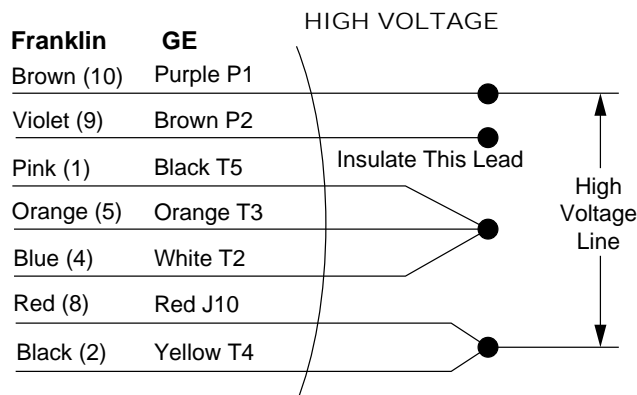 HIGH VOLTAGE
Franklin GE
Brown (10) Purple P1
Violet (9) Brown P2
Insulate This Lead
Pink (1) Black T5
Orange (5) Orange T3
Blue (4) White T2
Red (8) Red J10
Black (2) Yellow T4
High
Voltage
Line